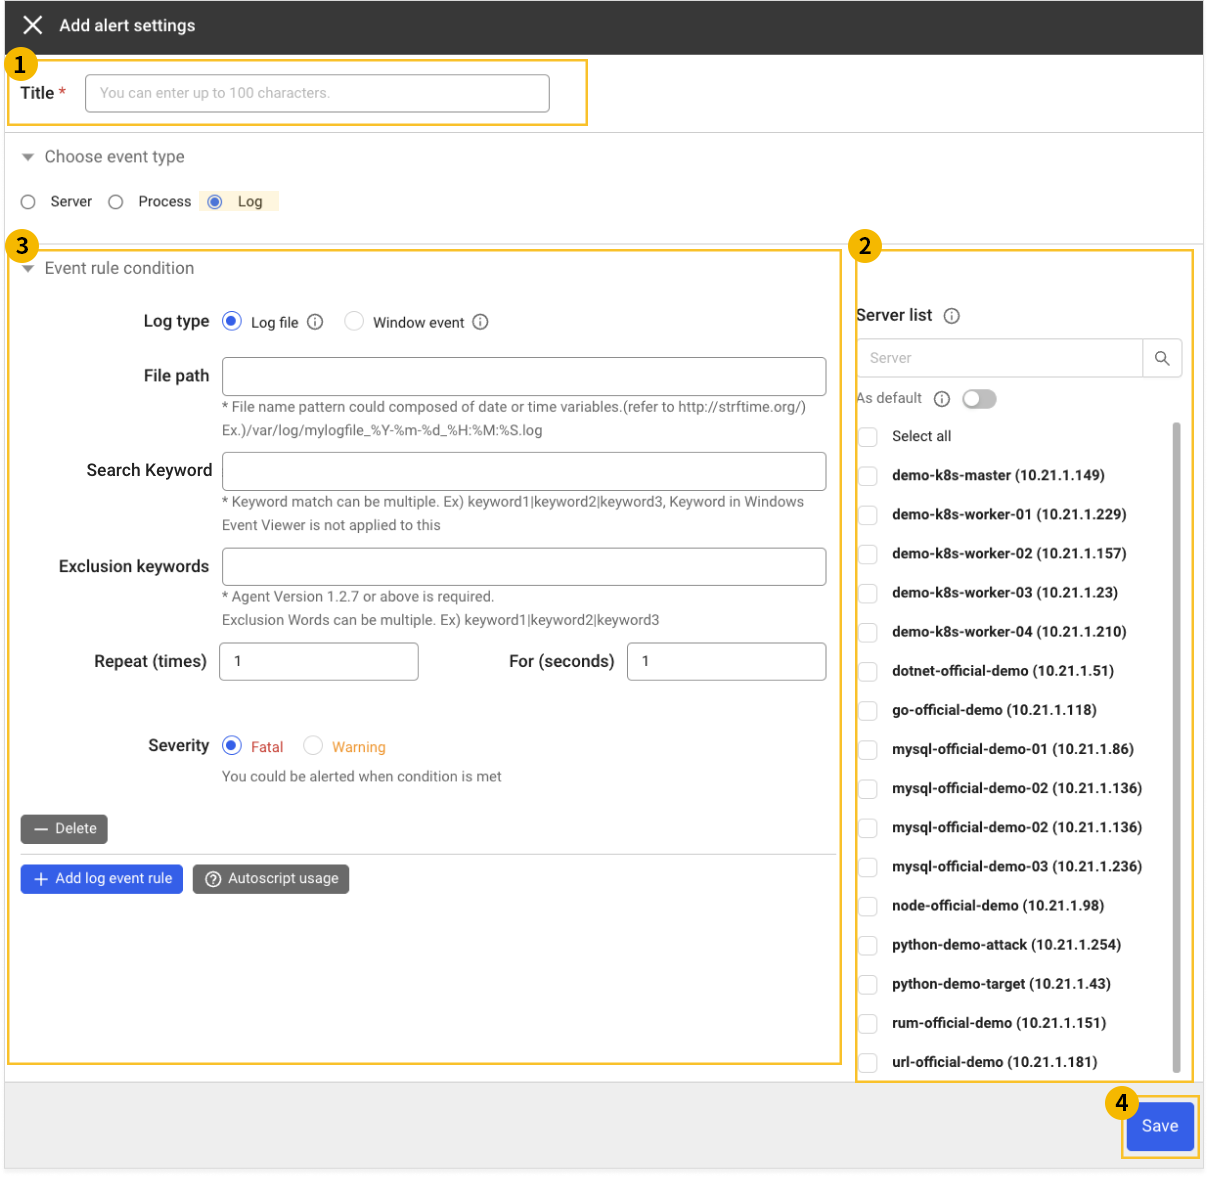 Add alert settings
1
Title *
You can enter up to 100 characters.
Choose event type
Server
Process
Log
3
Event rule condition
Log type
Log file
Window event
File path
* File name pattern could composed of date or time variables.(refer to http://strftime.org/)
Ex.)/var/log/mylogfile_%Y-%m-%d_%H:%M:%S.log
Search Keyword
* Keyword match can be multiple. Ex) keyword1|keyword2|keyword3, Keyword in Windows
Event Viewer is not applied to this
Exclusion keywords
* Agent Version 1.2.7 or above is required.
Exclusion Words can be multiple. Ex) keyword1|keyword2|keyword3
Repeat (times)
1
For (seconds)
1
Severity
Fatal
Warning
You could be alerted when condition is met
Delete
Add log event rule
Autoscript usage
2
Server list
Server
As default
Select all
demo-k8s-master (10.21.1.149)
demo-k8s-worker-01 (10.21.1.229)
demo-k8s-worker-02 (10.21.1.157)
demo-k8s-worker-03 (10.21.1.23)
demo-k8s-worker-04 (10.21.1.210)
dotnet-official-demo (10.21.1.51)
go-official-demo (10.21.1.118)
mysql-official-demo-01 (10.21.1.86)
mysql-official-demo-02 (10.21.1.136)
mysql-official-demo-02 (10.21.1.136)
mysql-official-demo-03 (10.21.1.236)
node-official-demo (10.21.1.98)
python-demo-attack (10.21.1.254)
python-demo-target (10.21.1.43)
rum-official-demo (10.21.1.151)
url-official-demo (10.21.1.181)
4
Save